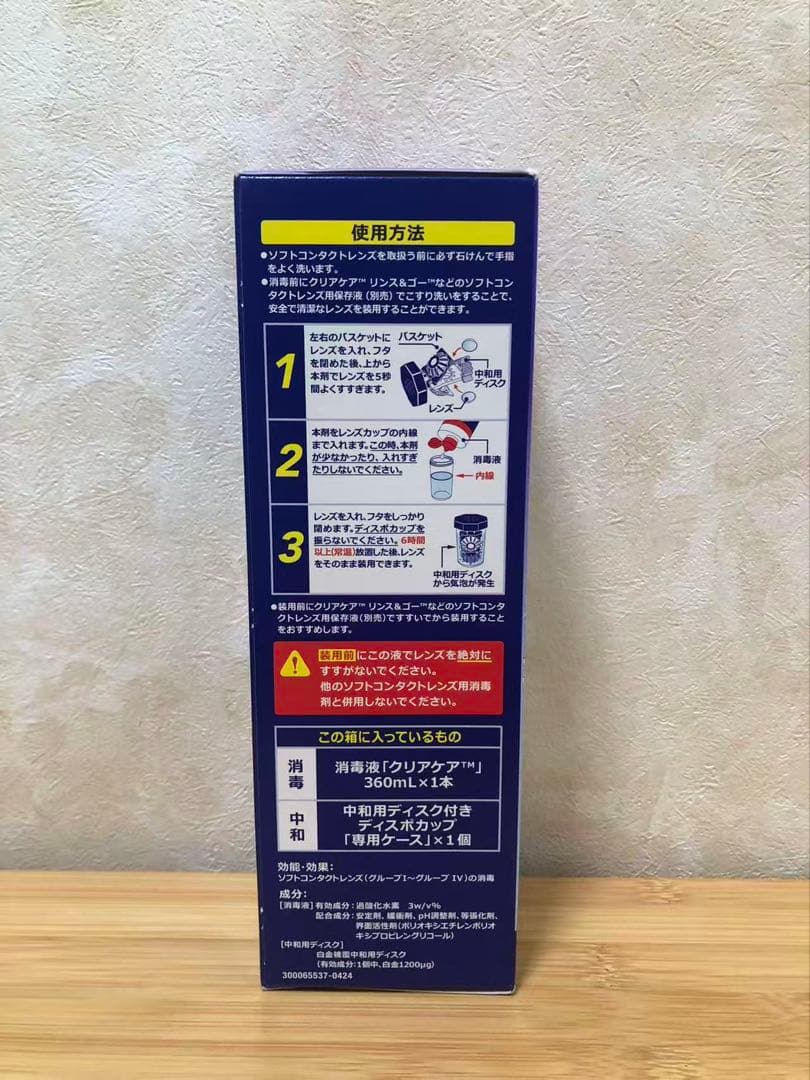 使用方法
●ソフトコンタクトレンズを取扱う前に必ず石けんで手指
をよく洗います。
●消毒前にクリアケア™ リンス&ゴー™などのソフトコン
タクトレンズ用保存液(別売)でこすり洗いをすることで、
安全で清潔なレンズを装用することができます。
1
左右のバスケットに
レンズを入れ、フタ
を閉めた後、上から
本剤でレンズを5秒
間よくすすぎます。
バスケット
中和用
ディスク
レンズ
2
本剤をレンズカップの内線
まで入れます。この時、本剤
が少なかったり、入れすぎ
たりしないでください。
消毒液
内線
3
レンズを入れ、フタをしっかり
閉めます。ディスポカップを
振らないでください。6時間
以上(常温)放置した後、レンズ
をそのまま装用できます。
中和用ディスク
から気泡が発生
●装用前にクリアケア™ リンス&ゴー™などのソフトコンタ
クトレンズ用保存液(別売)ですすいでから装用すること
をおすすめします。
装用前にこの液でレンズを絶対に
すすがないでください。
他のソフトコンタクトレンズ用消毒
剤と併用しないでください。
この箱に入っているもの
消毒
消毒液「クリアケア™」
360mL×1本
中和
中和用ディスク付き
ディスポカップ
「専用ケース」×1個
効能・効果:
ソフトコンタクトレンズ(グループI~グループ IV)の消毒
成分:
[消毒液]有効成分:過酸化水素 3w/v%
配合成分:安定剤、緩衝剤、pH調整剤、等張化剤、
界面活性剤(ポリオキシエチレンポリオ
キシプロピレングリコール)
[中和用ディスク]
白金被覆中和用ディスク
(有効成分:1個中、白金1200μg)
300065537-0424